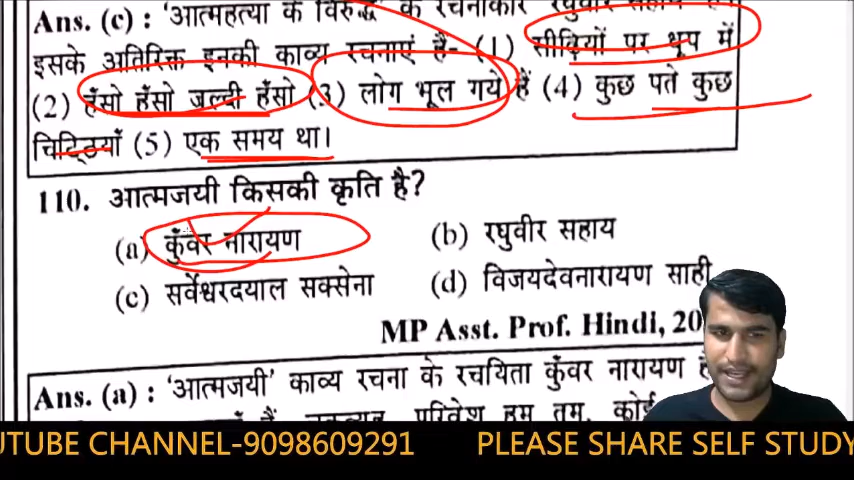 Ans. (c) : 'आत्महत्या के विरुद्ध' के रचनाकार रघुवीर सहाय
इसके अतिरिक्त इनकी काव्य रचनाएं है- (1) सीढ़ियों पर धूप में
(2) हँसो हँसो जल्दी हँसो (3) लोग भूल गये हैं (4) कुछ पते कुछ
चिट्ठियाँ (5) एक समय था।
110. आत्मजयी किसकी कृति है?
(a) कुँवर नारायण (b) रघुवीर सहाय
(c) सर्वेश्वरदयाल सक्सेना (d) विजयदेवनारायण साही
MP Asst. Prof. Hindi, 20
Ans. (a) : 'आत्मजयी' काव्य रचना के रचयिता कुँवर नारायण
परिवेश हम तुम, कोई
UTUBE CHANNEL-9098609291 PLEASE SHARE SELF STUDY